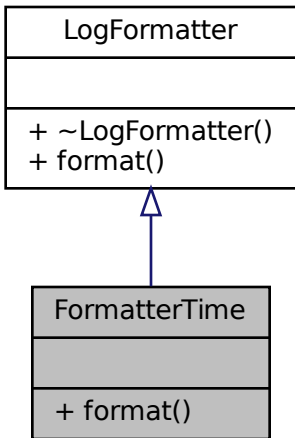 LogFormatter
+ ~LogFormatter()
+ format()
FormatterTime
+ format()